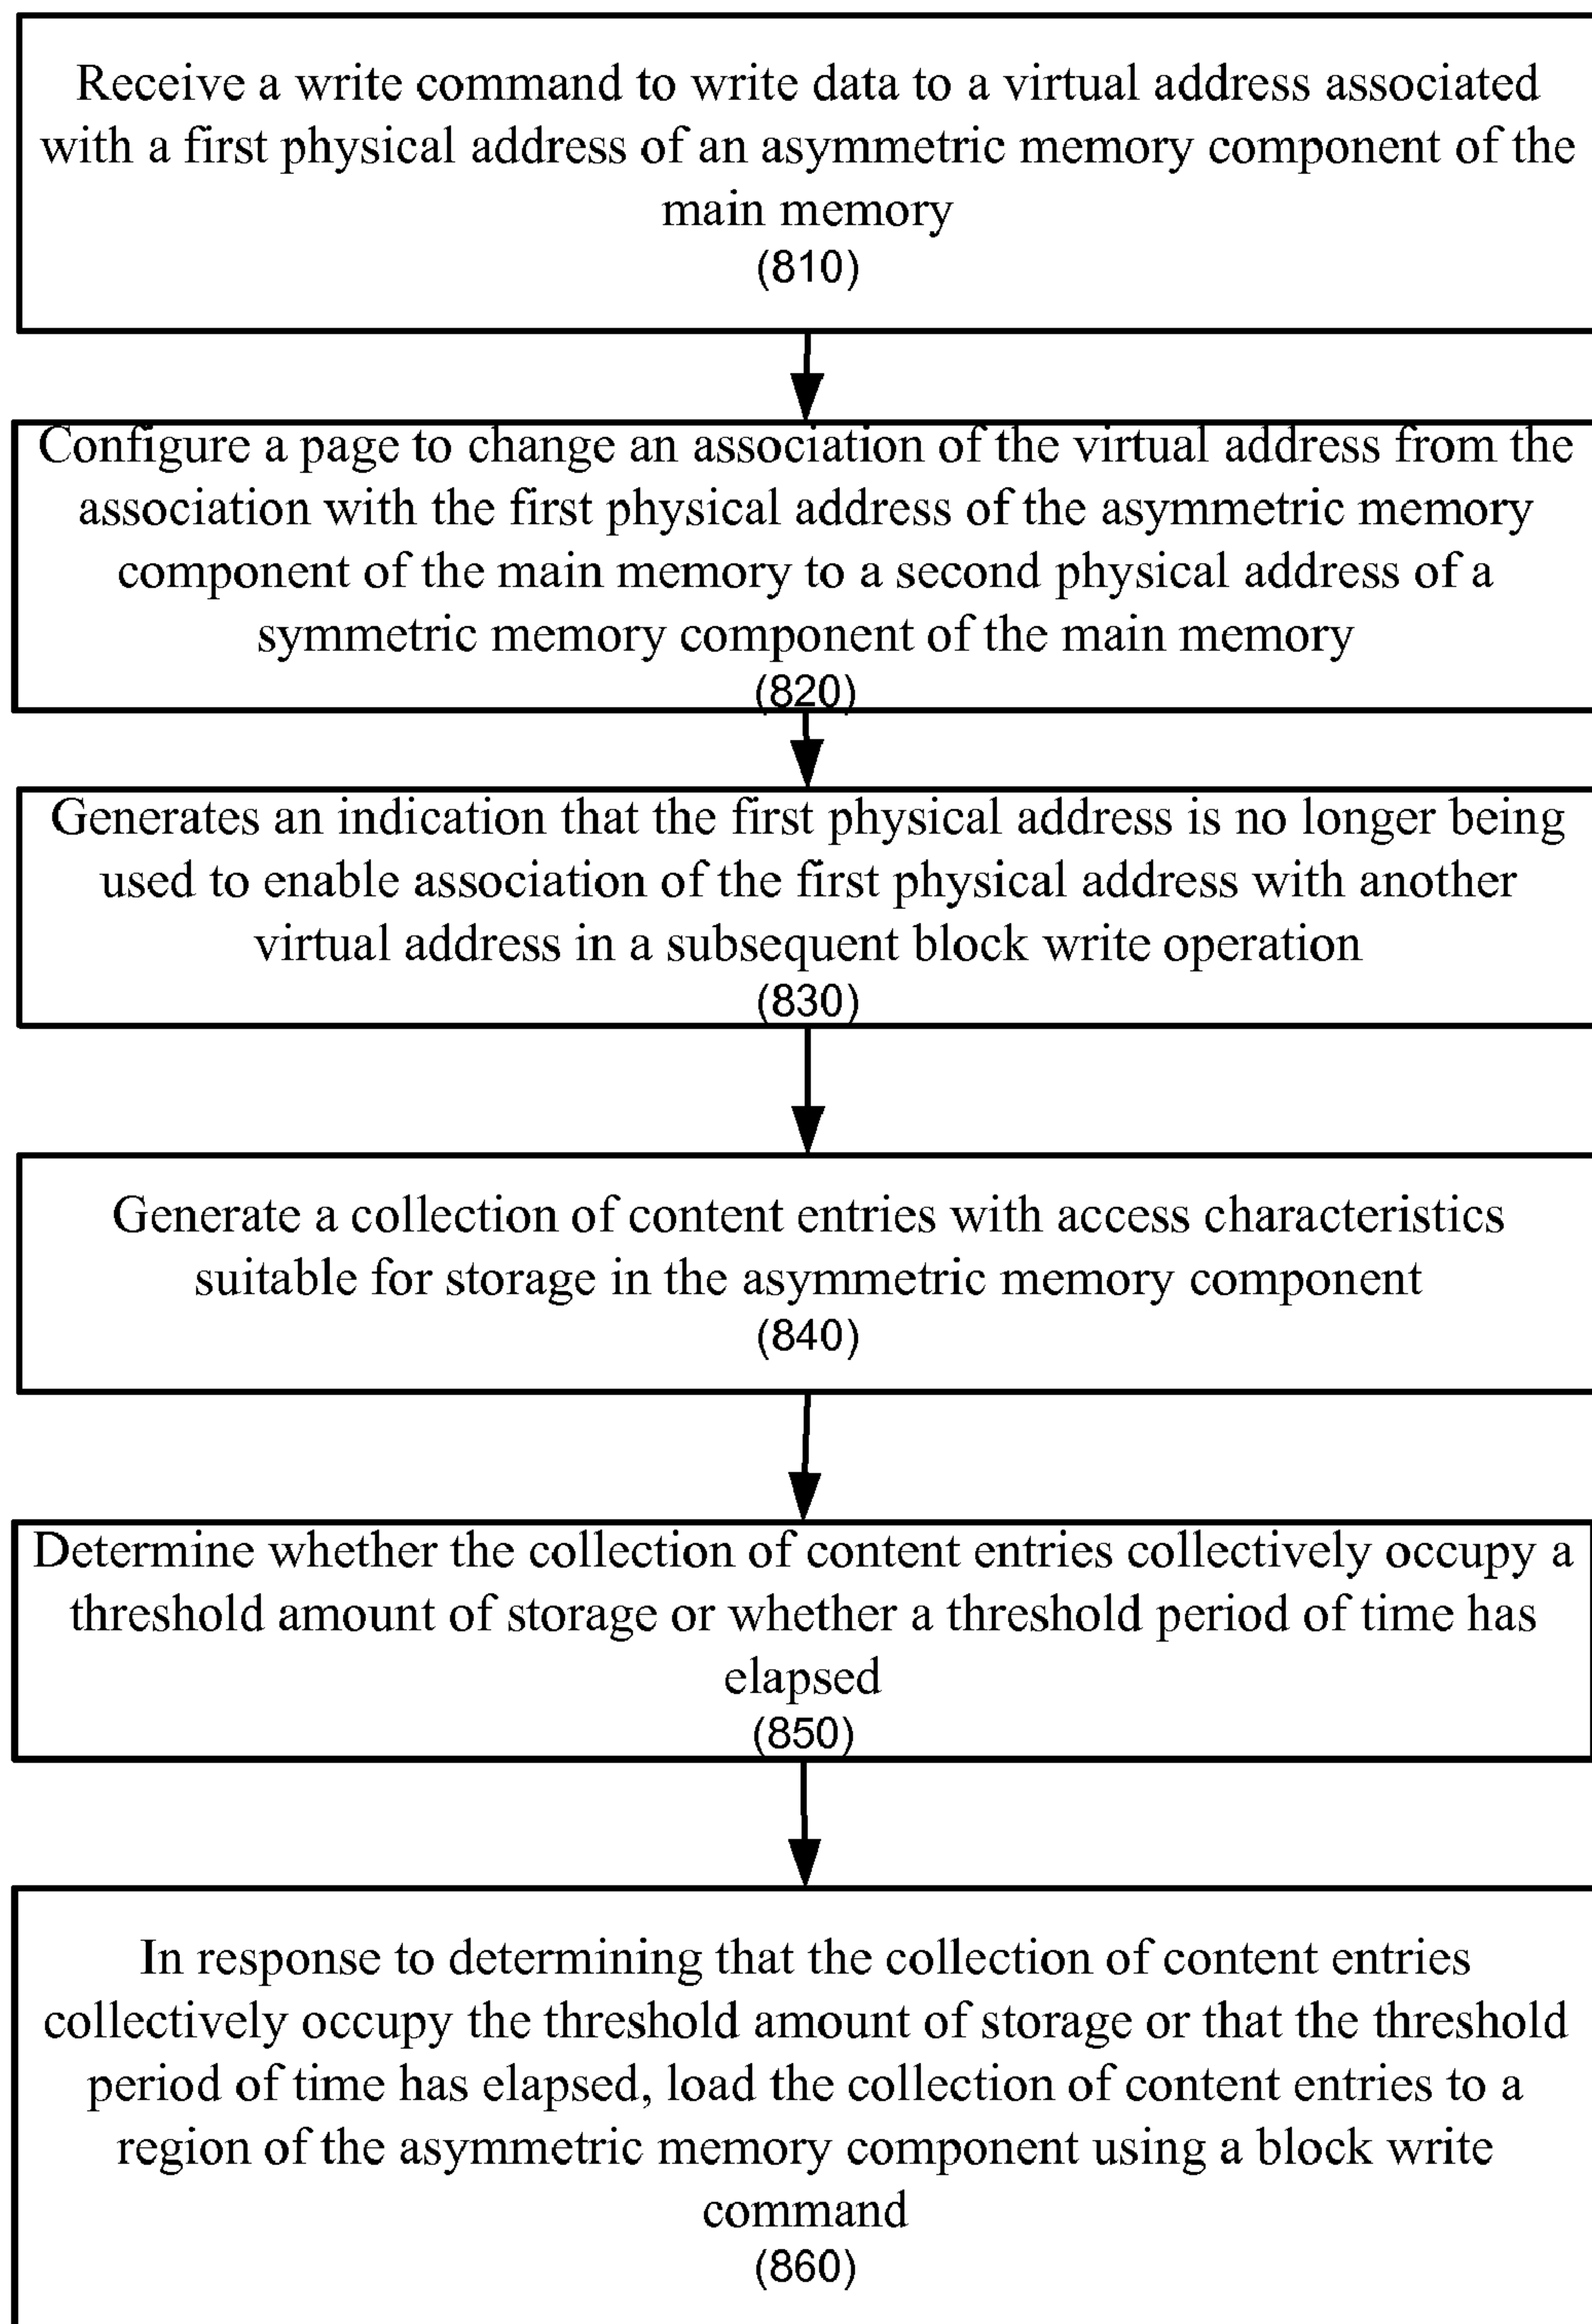 Receive a write command to write data to a virtual address associated
with a first physical address of an asymmetric memory component of the
main memory
(810)
Configure a page to change an association of the virtual address from the
association with the first physical address of the asymmetric memory
component of the main memory to a second physical address of a
symmetric memory component of the main memory
(820)
Generates an indication that the first physical address is no longer being
used to enable association of the first physical address with another
virtual address in a subsequent block write operation
(830)
Generate a collection of content entries with access characteristics
suitable for storage in the asymmetric memory component
(840)
Determine whether the collection of content entries collectively occupy a
threshold amount of storage or whether a threshold period of time has
elapsed
(850)
In response to determining that the collection of content entries
collectively occupy the threshold amount of storage or that the threshold
period of time has elapsed, load the collection of content entries to a
region of the asymmetric memory component using a block write
command
(860)